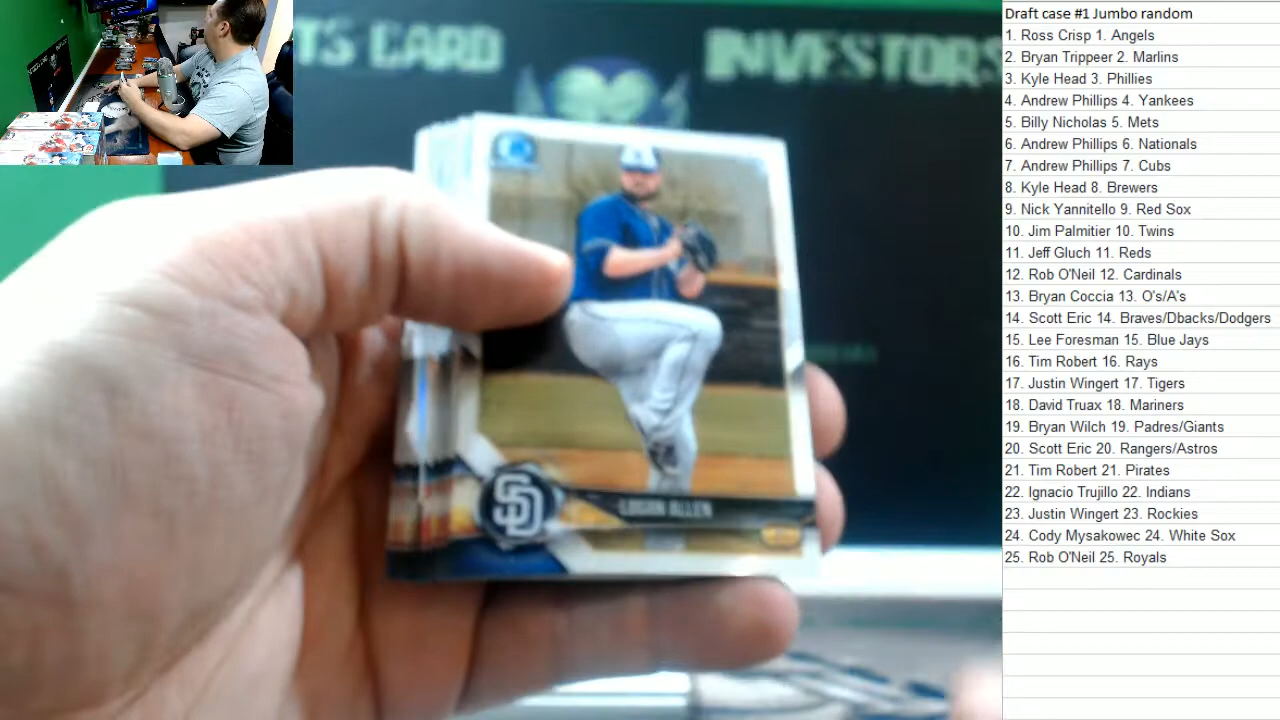 TS CARD INVESTORS
SD
LOGAN ALLEN
Draft case #1 Jumbo random
1. Ross Crisp 1. Angels
2. Bryan Trippeer 2. Marlins
3. Kyle Head 3. Phillies
4. Andrew Phillips 4. Yankees
5. Billy Nicholas 5. Mets
6. Andrew Phillips 6. Nationals
7. Andrew Phillips 7. Cubs
8. Kyle Head 8. Brewers
9. Nick Yannitello 9. Red Sox
10. Jim Palmitier 10. Twins
11. Jeff Gluch 11. Reds
12. Rob O'Neil 12. Cardinals
13. Bryan Coccia 13. O's/A's
14. Scott Eric 14. Braves/Dbacks/Dodgers
15. Lee Foresman 15. Blue Jays
16. Tim Robert 16. Rays
17. Justin Wingert 17. Tigers
18. David Truax 18. Mariners
19. Bryan Wilch 19. Padres/Giants
20. Scott Eric 20. Rangers/Astros
21. Tim Robert 21. Pirates
22. Ignacio Trujillo 22. Indians
23. Justin Wingert 23. Rockies
24. Cody Mysakowec 24. White Sox
25. Rob O'Neil 25. Royals